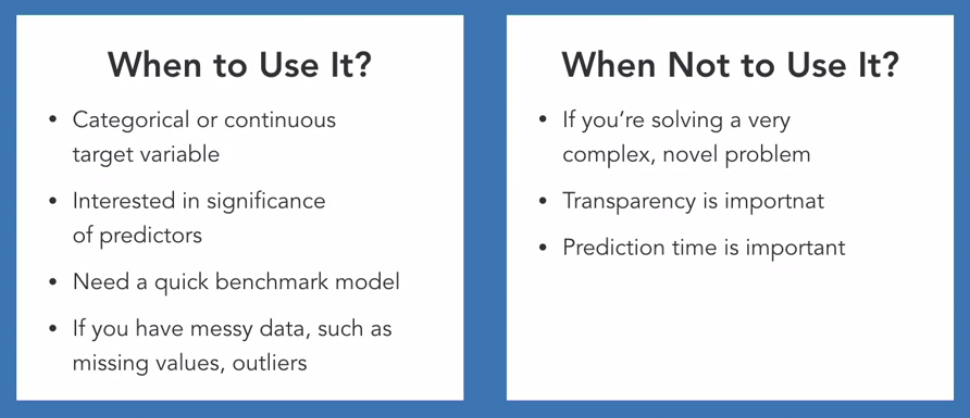 When to Use It?
• Categorical or continuous
target variable
• Interested in significance
of predictors
• Need a quick benchmark model
• If you have messy data, such as
missing values, outliers
When Not to Use It?
• If you’re solving a very
complex, novel problem
• Transparency is importnat
• Prediction time is important